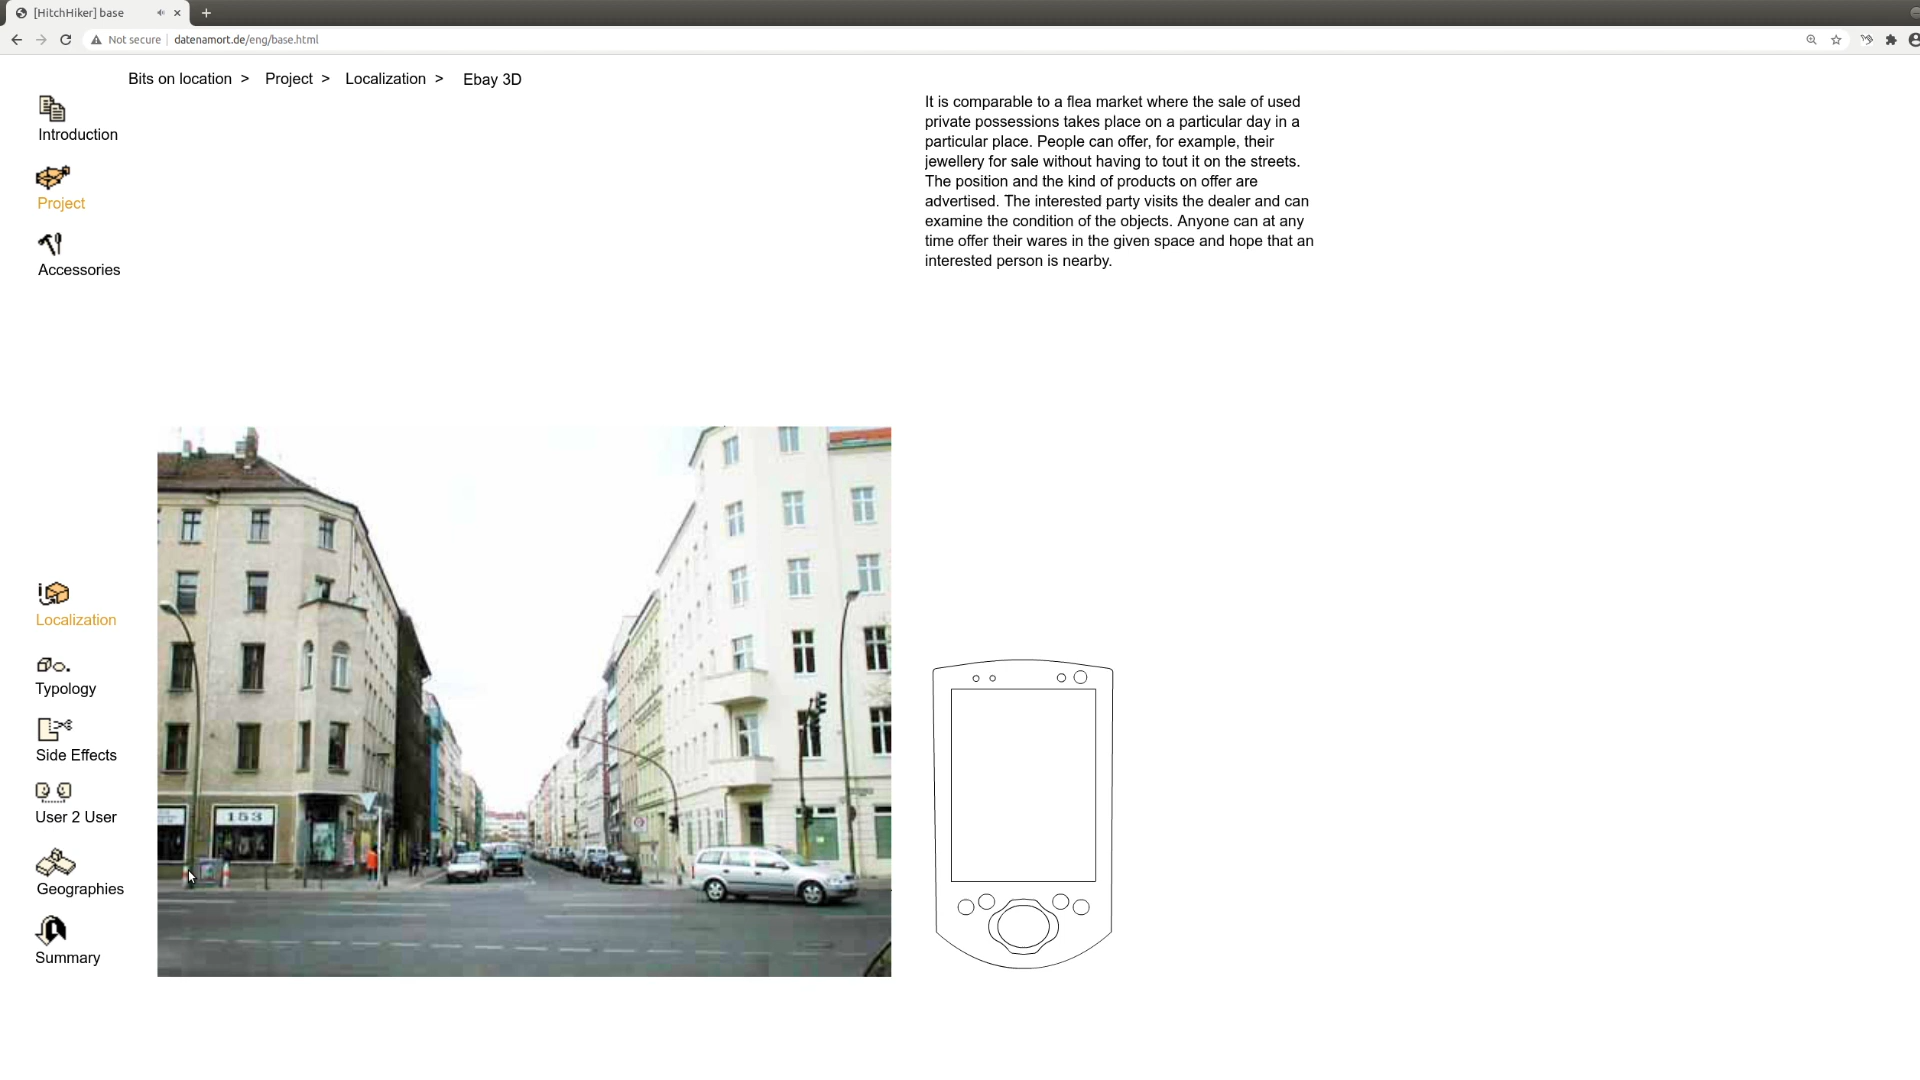 [HitchHiker] base
Not secure
datenamort.de/eng/base.html
Bits on location > Project > Localization > Ebay 3D
Introduction
Project
Accessories
It is comparable to a flea market where the sale of used
private possessions takes place on a particular day in a
particular place. People can offer, for example, their
jewellery for sale without having to tout it on the streets.
The position and the kind of products on offer are
advertised. The interested party visits the dealer and can
examine the condition of the objects. Anyone can at any
time offer their wares in the given space and hope that an
interested person is nearby.
Localization
Typology
Side Effects
User 2 User
Geographies
Summary
153